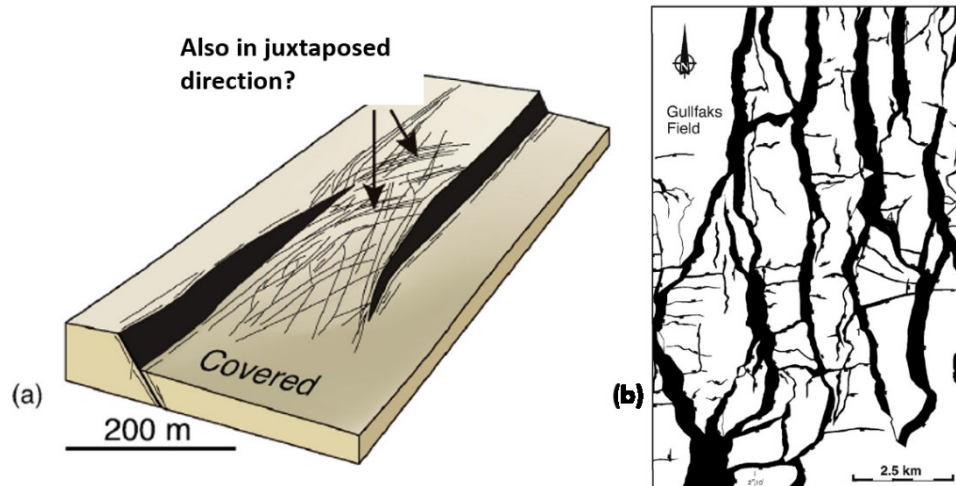 Also in juxtaposed
direction?
Covered
(a)
200 m
N
Gullfaks
Field
(b)
2.5 km